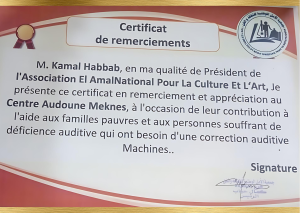 Certificat
de remerciements
M. Kamal Habbab, en ma qualité de Président de
l'Association El AmalNational Pour La Culture Et L'Art, je
présente ce certificat en remerciement et appréciation au
Centre Audoune Meknes, à l'occasion de leur contribution à
l'aide aux familles pauvres et aux personnes souffrant de
déficience auditive qui ont besoin d'une correction auditive
Machines..
Signature